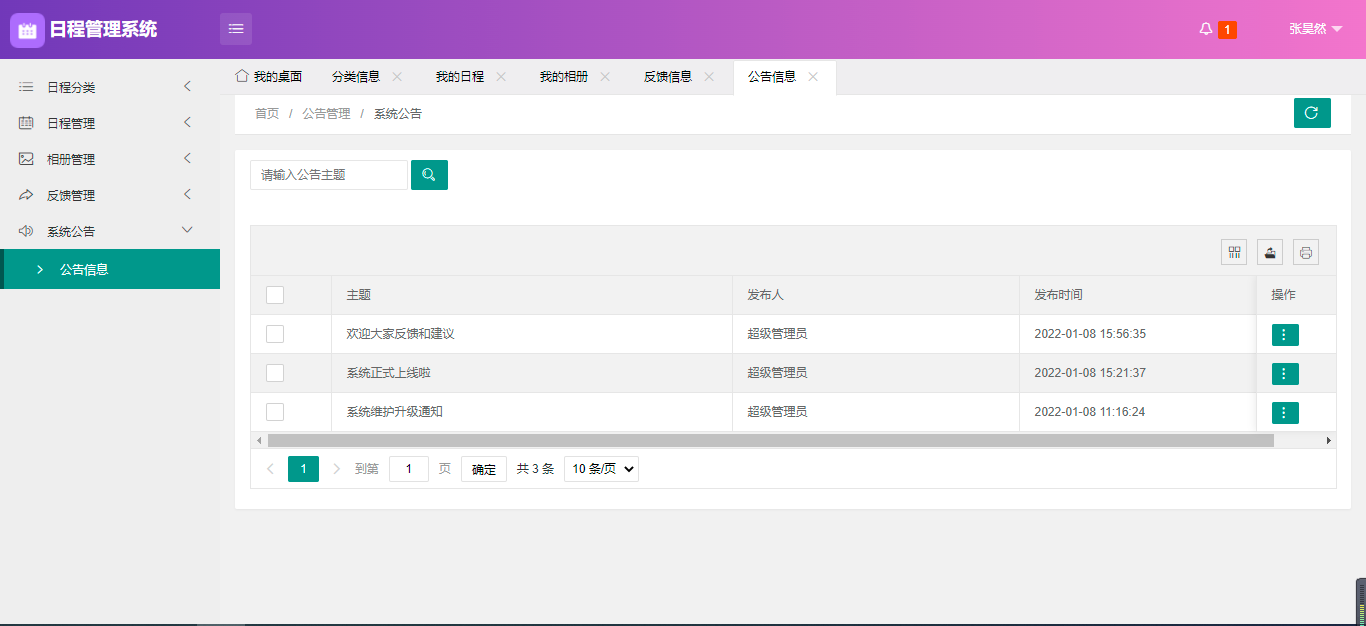 日程管理系统
1
张昊然
日程分类
日程管理
相册管理
反馈管理
系统公告
公告信息
我的桌面 分类信息 我的日程 我的相册 反馈信息 公告信息
首页 / 公告管理 / 系统公告
请输入公告主题
主题 发布人 发布时间 操作
欢迎大家反馈和建议 超级管理员 2022-01-08 15:56:35
系统正式上线啦 超级管理员 2022-01-08 15:21:37
系统维护升级通知 超级管理员 2022-01-08 11:16:24
1 到第 1 页 确定 共 3 条 10 条/页